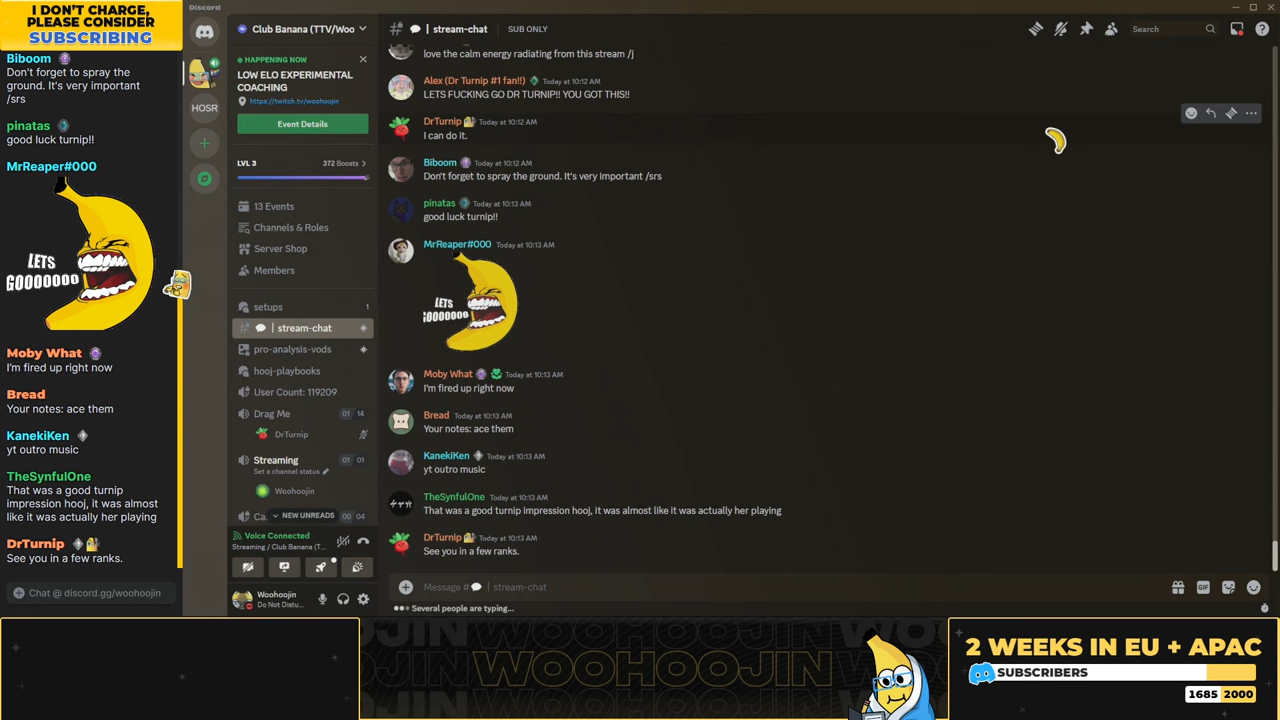 I DON'T CHARGE,
PLEASE CONSIDER
SUBSCRIBING
Biboom
Don't forget to spray the
ground. It's very important
/srs
pinatas
good luck turnip!!
MrReaper#000
LETS
GOOOOOOO
Moby What
I'm fired up right now
Bread
Your notes: ace them
KanekiKen
yt outro music
TheSynfulOne
That was a good turnip
impression hooj, it was almost
like it was actually her playing
DrTurnip
See you in a few ranks.
Chat @ discord.gg/woohoojin
Discord
HOSR
Club Banana (TTV/Woo
HAPPENING NOW
LOW ELO EXPERIMENTAL
COACHING
https://twitch.tv/woohoojin
Event Details
LVL 3 372 Boosts
13 Events
Channels & Roles
Server Shop
Members
setups 1
| stream-chat
pro-analysis-vods
hooj-playbooks
User Count: 119209
Drag Me 01 14
DrTurnip
Streaming 01 01
Set a channel status
Woohoojin
Ca. NEW UNREADS 00 04
Voice Connected
Streaming / Club Banana (T...
Woohoojin
Do Not Distu...
| stream-chat SUB ONLY
Search
love the calm energy radiating from this stream /j
Alex (Dr Turnip #1 fan!!) Today at 10:12 AM
LETS FUCKING GO DR TURNIP!! YOU GOT THIS!!
DrTurnip Today at 10:12 AM
I can do it.
Biboom Today at 10:12 AM
Don't forget to spray the ground. It's very important /srs
pinatas Today at 10:13 AM
good luck turnip!!
MrReaper#000 Today at 10:13 AM
LETS
GOOOOOOO
Moby What Today at 10:13 AM
I'm fired up right now
Bread Today at 10:13 AM
Your notes: ace them
KanekiKen Today at 10:13 AM
yt outro music
TheSynfulOne Today at 10:13 AM
That was a good turnip impression hooj, it was almost like it was actually her playing
DrTurnip Today at 10:13 AM
See you in a few ranks.
Message # | stream-chat
GIF
Several people are typing...
OJIN WOOHOOJIN WOO
WOOHOOJIN
2 WEEKS IN EU + APAC
SUBSCRIBERS
1685 2000